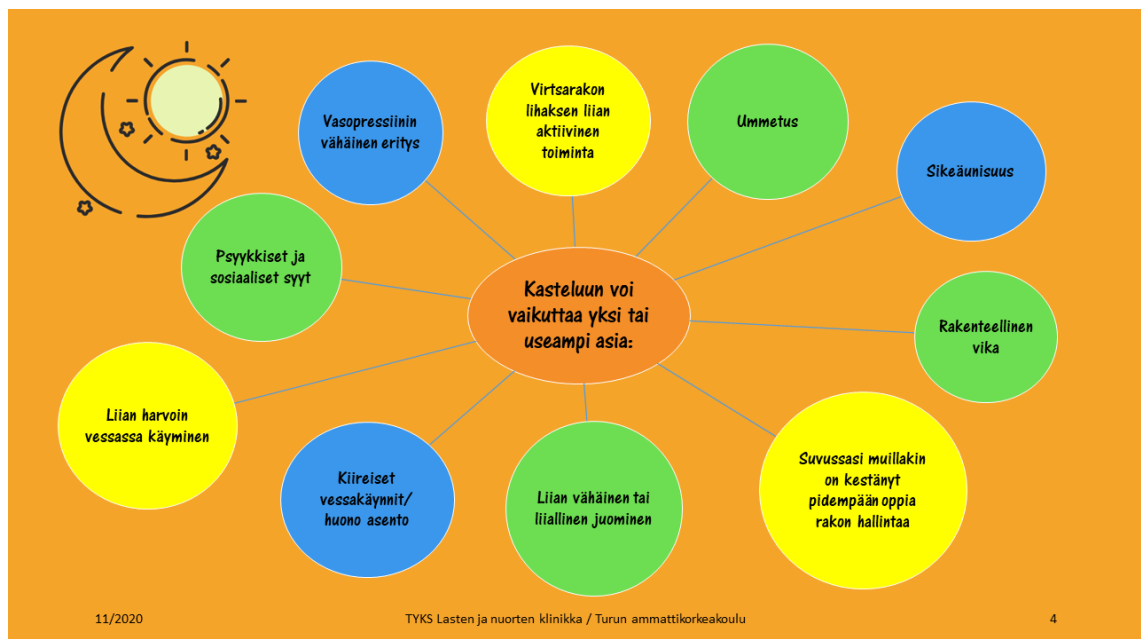 Kasteluun voi
vaikuttaa yksi tai
useampi asia:
Vasopressiinin
vähäinen eritys
Virtsarakon
lihaksen liian
aktiivinen
toiminta
Ummetus
Sikeäunisuus
Rakenteellinen
vika
Suvussasi muillakin
on kestänyt
pidempään oppia
rakon hallintaa
Liian vähäinen tai
liiallinen juominen
Kiireiset
vessakäynnit/
huono asento
Liian harvoin
vessassa käyminen
Psyykkiset ja
sosiaaliset syyt
11/2020
TYKS Lasten ja nuorten klinikka / Turun ammattikorkeakoulu
4